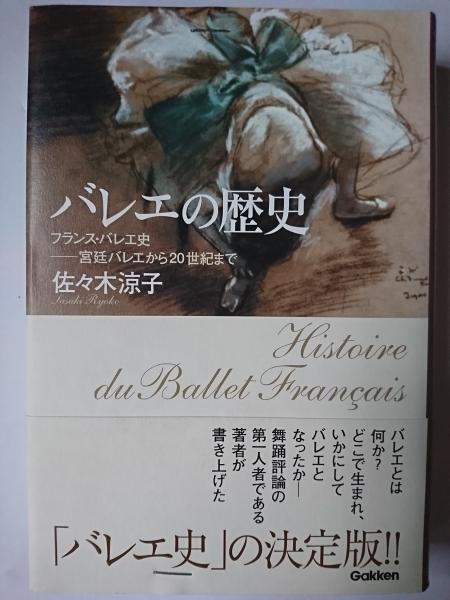 バレエの歴史
フランス・バレエ史
──宮廷バレエから20世紀まで
佐々木涼子
Sasaki Ryoko
Histoire
du Ballet Français
バレエとは
何か?
どこで生まれ、
いかにして
バレエと
なったか──
舞踊評論の
第一人者である
著者が
書き上げた
「バレエ史」の決定版!!
Gakken